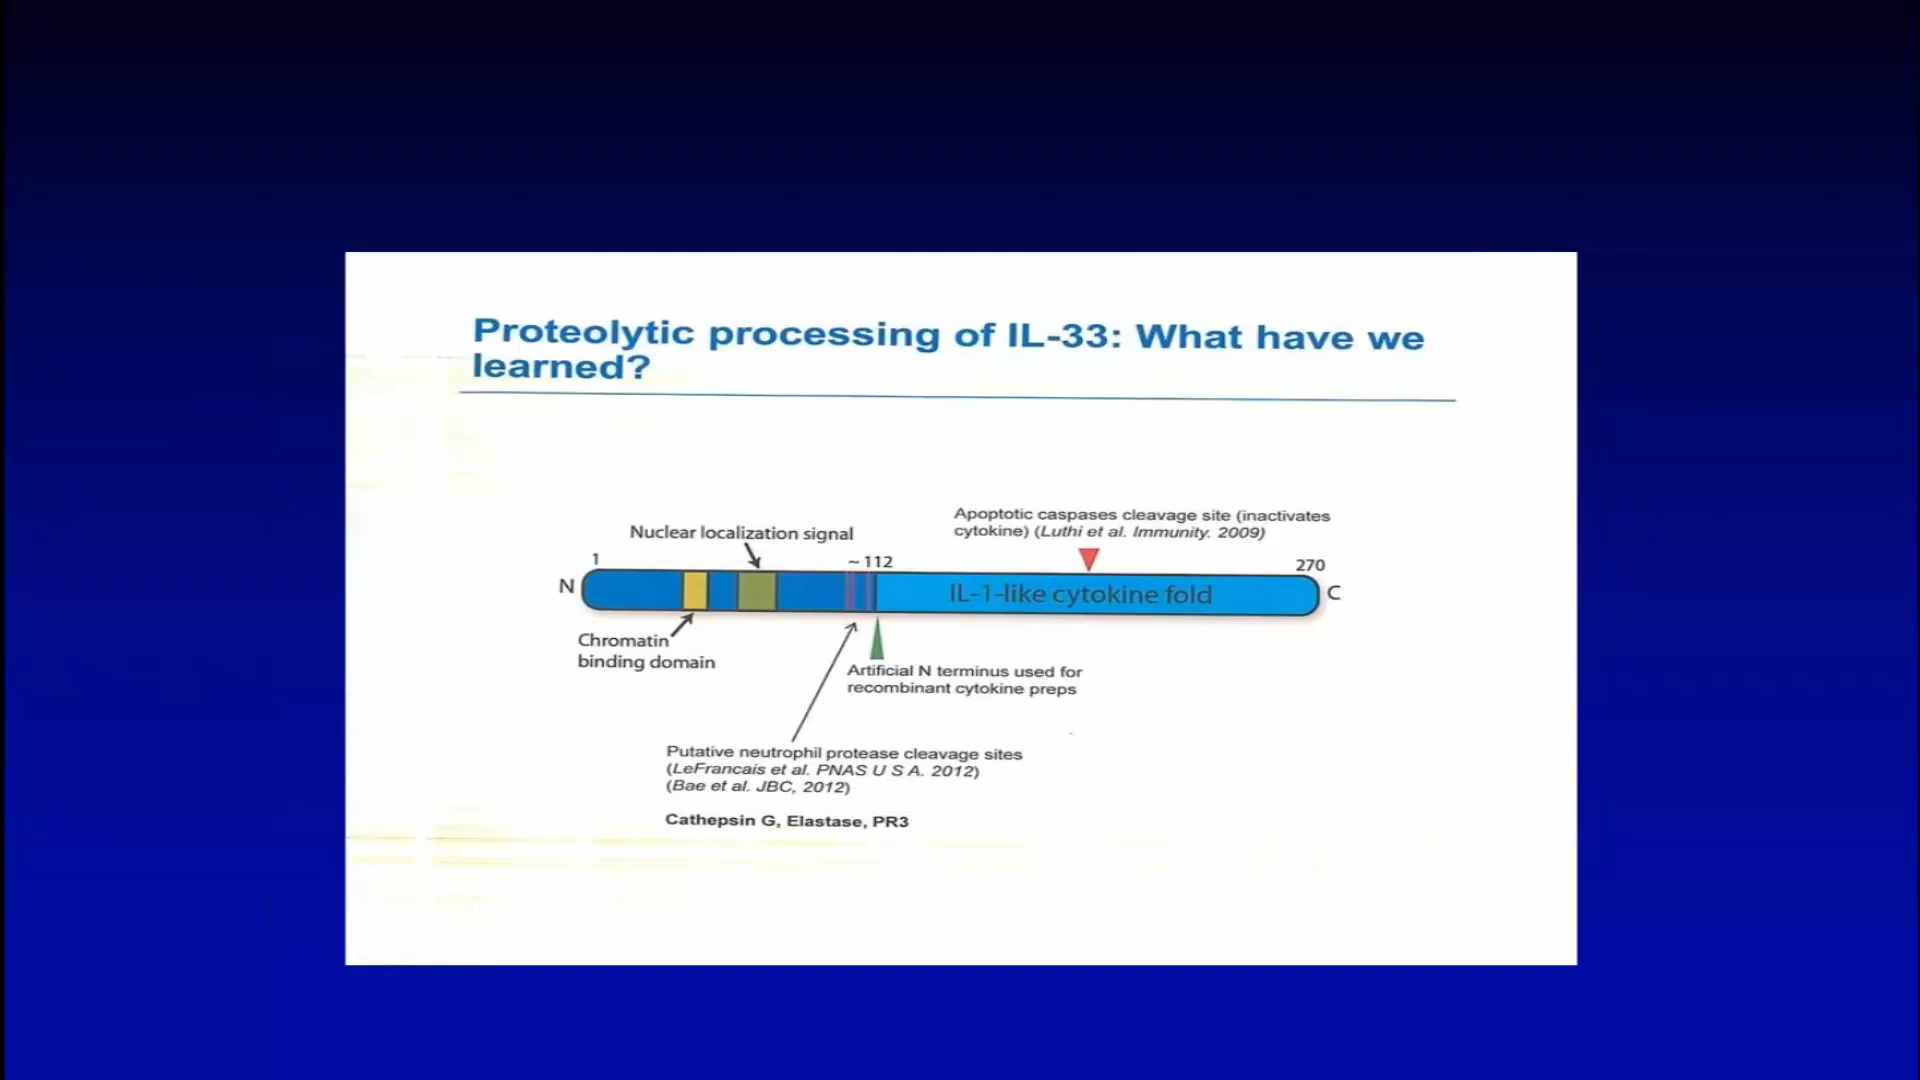 Proteolytic processing of IL-33: What have we
learned?
Apoptotic caspases cleavage site (inactivates
cytokine) (Luthi et al. Immunity. 2009)
Nuclear localization signal
1
~ 112
270
N
IL-1-like cytokine fold
C
Chromatin
binding domain
Artificial N terminus used for
recombinant cytokine preps
Putative neutrophil protease cleavage sites
(LeFrancais et al. PNAS U S A. 2012)
(Bae et al. JBC, 2012)
Cathepsin G, Elastase, PR3